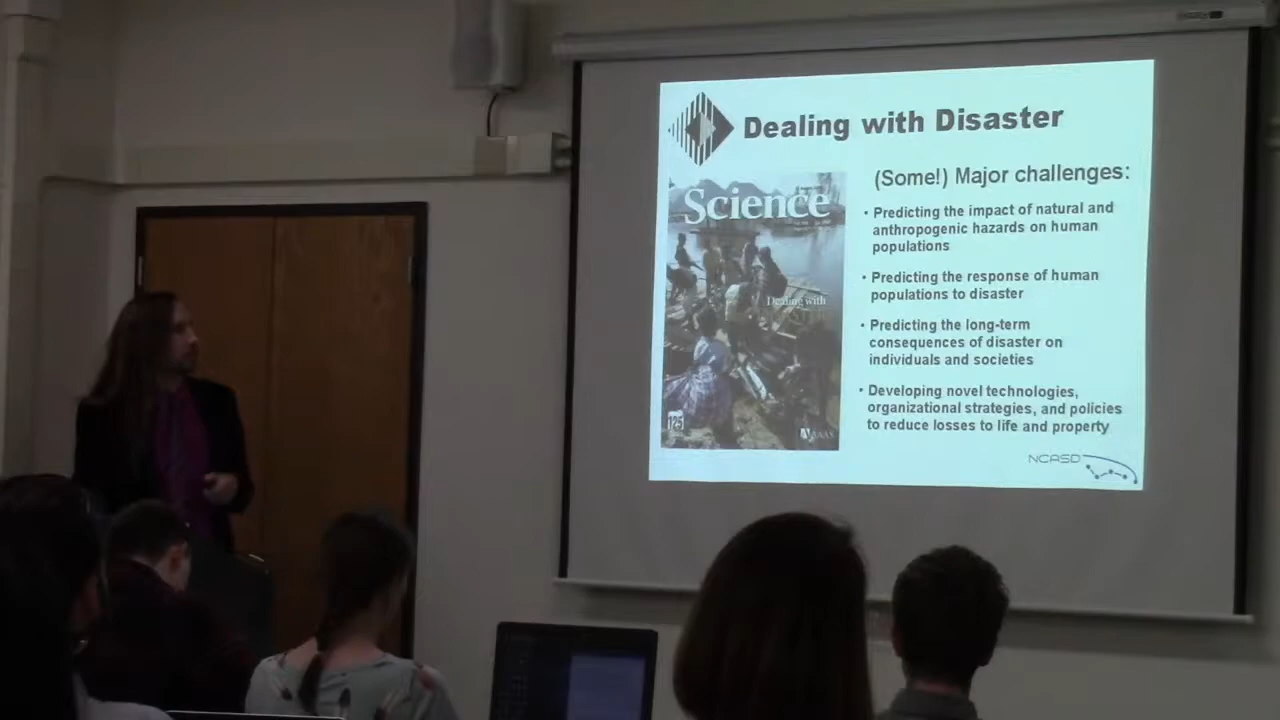 Dealing with Disaster
(Some!) Major challenges:
Science
Dealing with
125
AAAS
• Predicting the impact of natural and
anthropogenic hazards on human
populations
• Predicting the response of human
populations to disaster
• Predicting the long-term
consequences of disaster on
individuals and societies
• Developing novel technologies,
organizational strategies, and policies
to reduce losses to life and property
NCASD